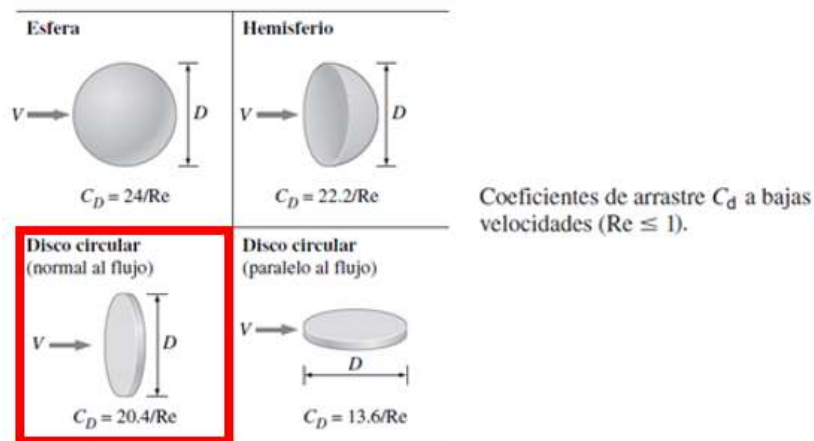 Esfera
V
D
C_D = 24/Re
Hemisferio
V
D
C_D = 22.2/Re
Disco circular
(normal al flujo)
V
D
C_D = 20.4/Re
Disco circular
(paralelo al flujo)
V
D
C_D = 13.6/Re
Coeficientes de arrastre C_d a bajas
velocidades (Re ≤ 1).